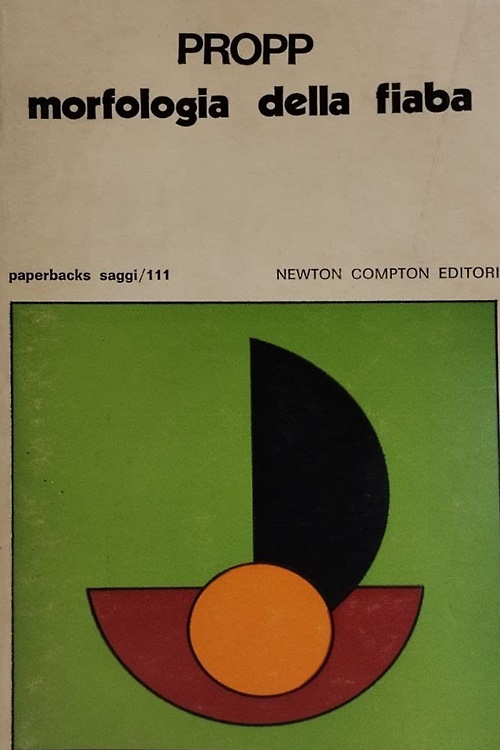 PROPP
morfologia della fiaba
paperbacks saggi/111 NEWTON COMPTON EDITORI